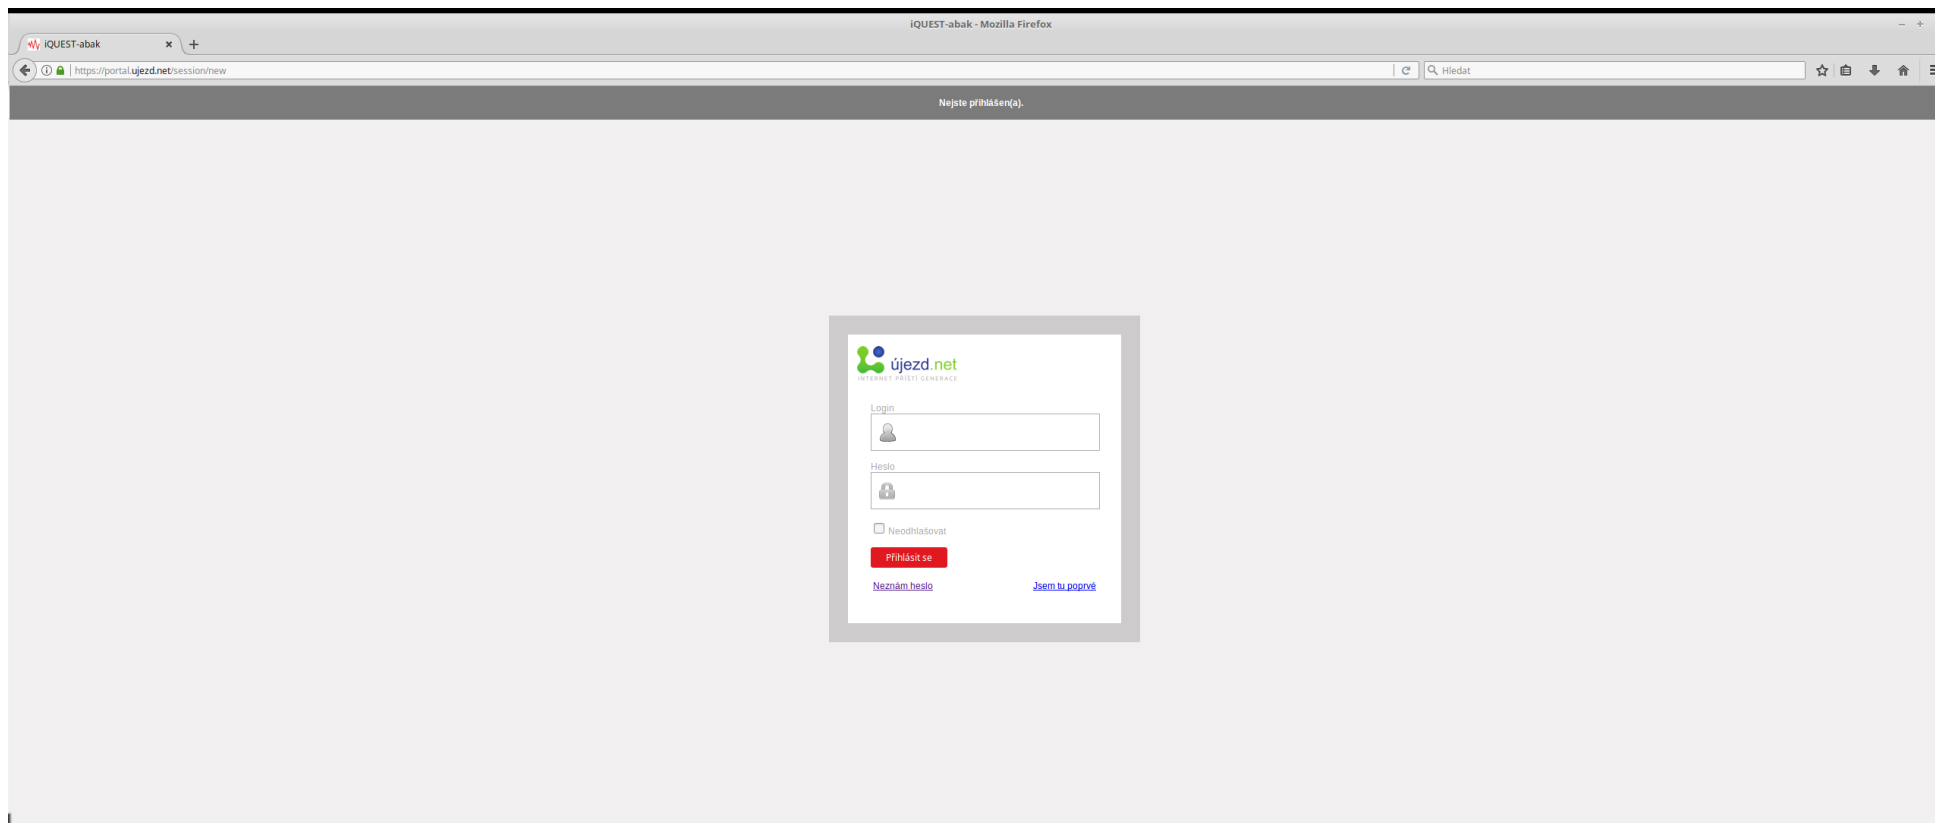 iQUEST-abak - Mozilla Firefox
iQUEST-abak
https://portal.ujezd.net/session/new
Hledat
Nejste přihlášen(a).
újezd.net
INTERNET PŘÍŠTÍ GENERACE
Login
Heslo
Neodhlašovat
Přihlásit se
Neznám heslo
Jsem tu poprvé